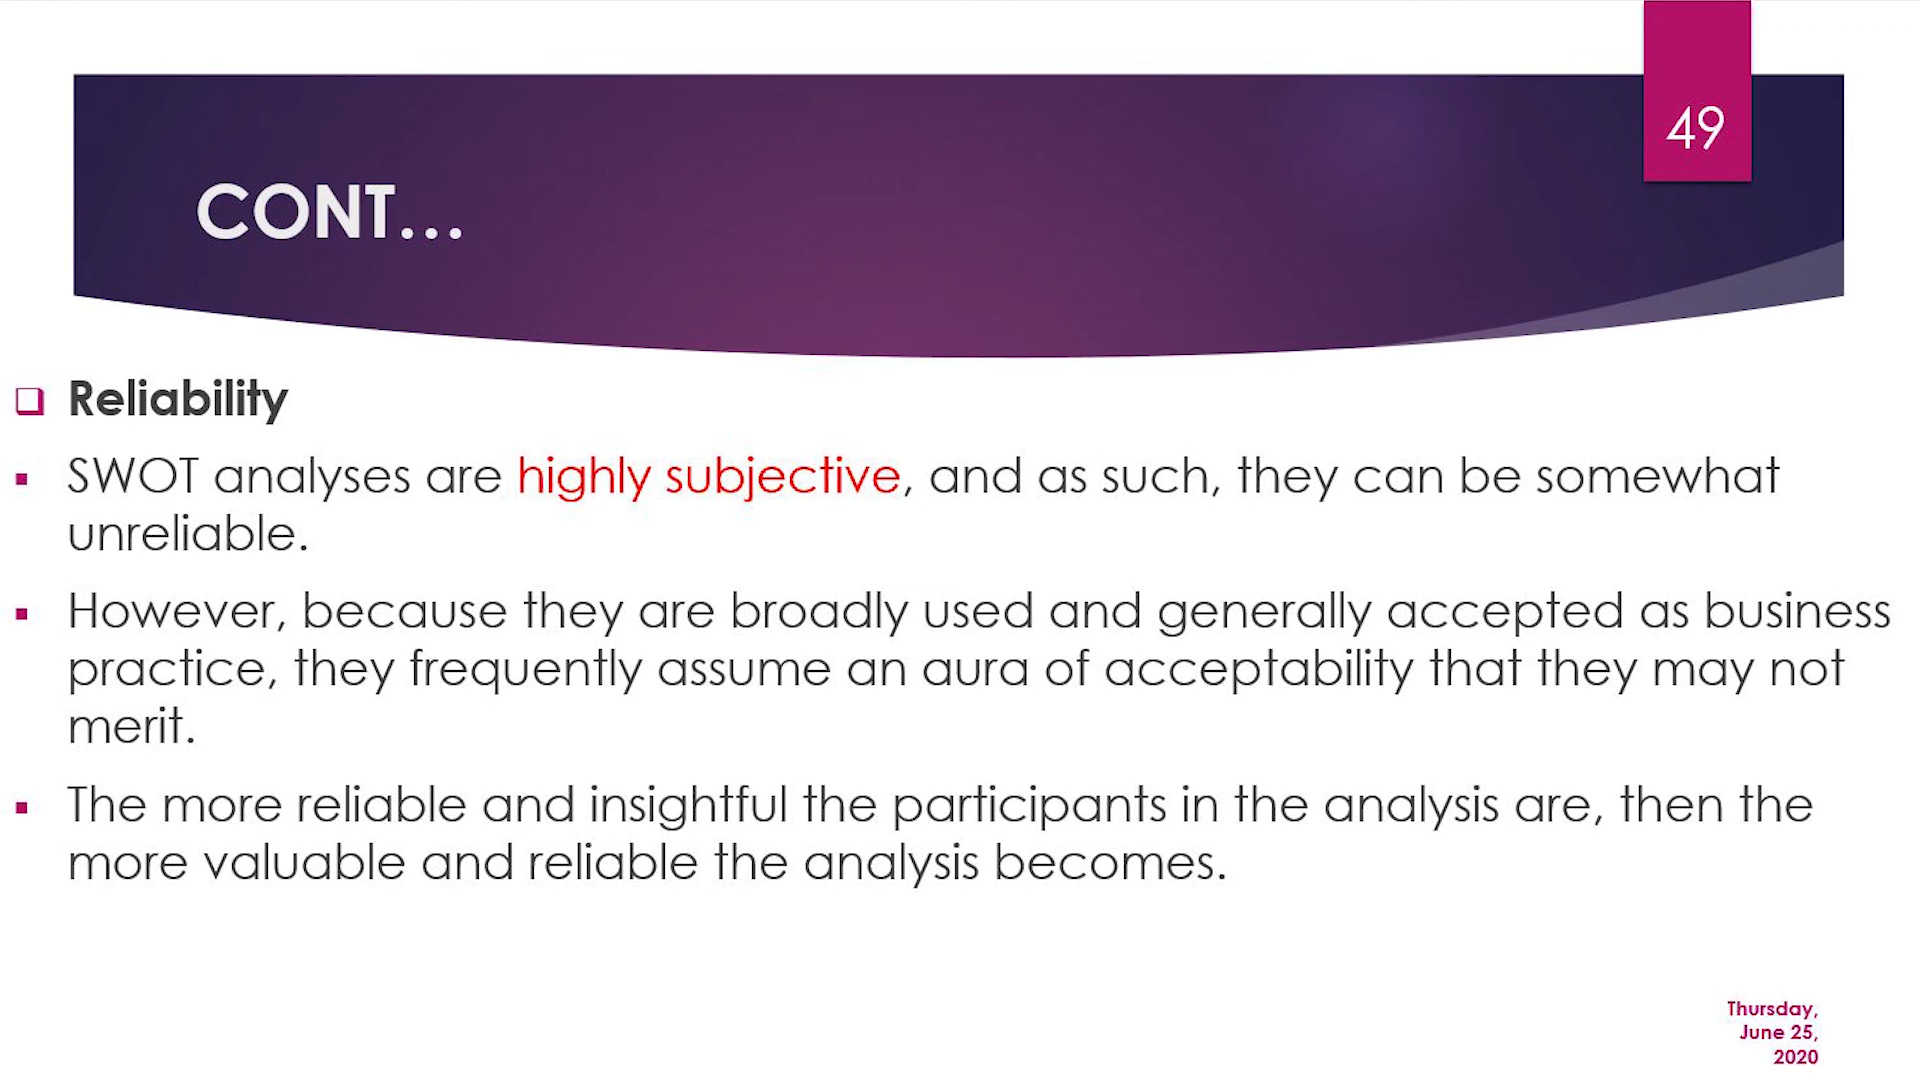 49
CONT...
Reliability
SWOT analyses are highly subjective, and as such, they can be somewhat
unreliable.
However, because they are broadly used and generally accepted as business
practice, they frequently assume an aura of acceptability that they may not
merit.
The more reliable and insightful the participants in the analysis are, then the
more valuable and reliable the analysis becomes.
Thursday,
June 25,
2020